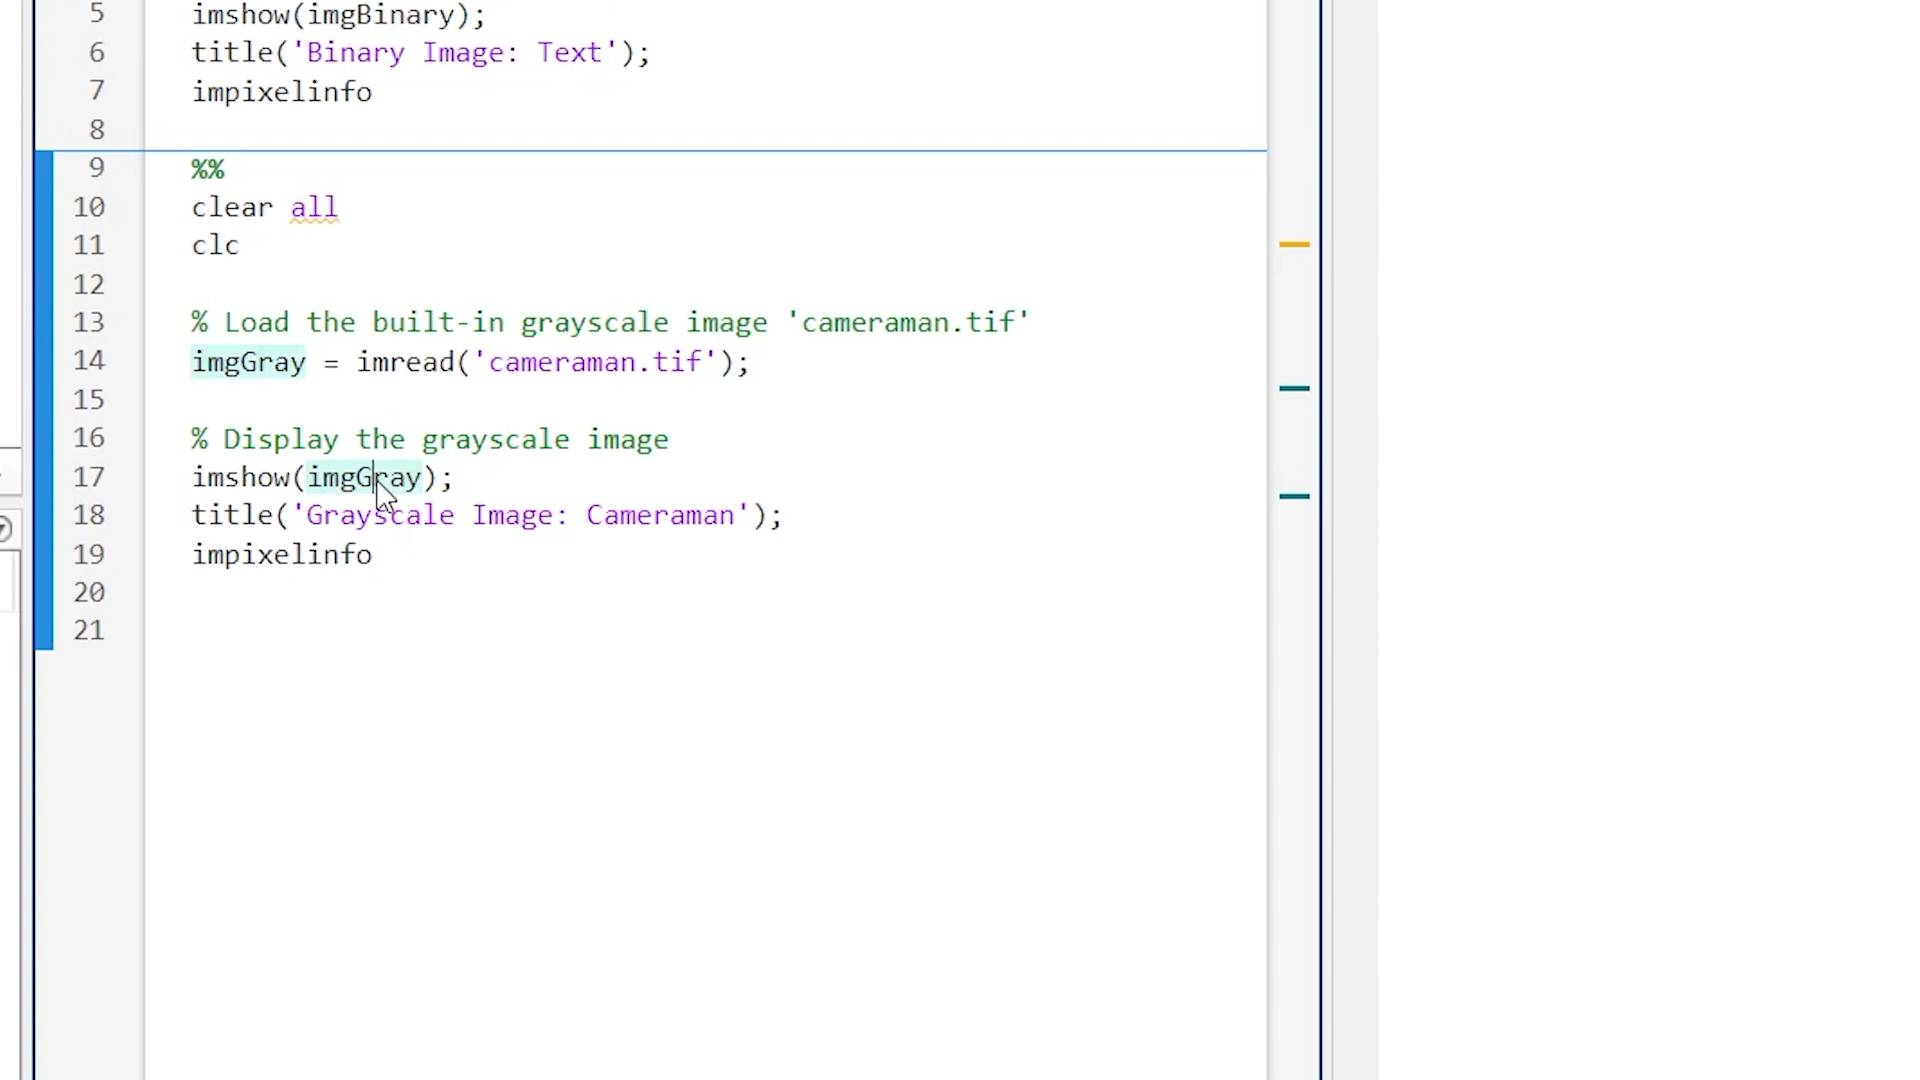 5 imshow(imgBinary);
6 title('Binary Image: Text');
7 impixelinfo
8
9 %%
10 clear all
11 clc
12
13 % Load the built-in grayscale image 'cameraman.tif'
14 imgGray = imread('cameraman.tif');
15
16 % Display the grayscale image
17 imshow(imgGray);
18 title('Grayscale Image: Cameraman');
19 impixelinfo
20
21